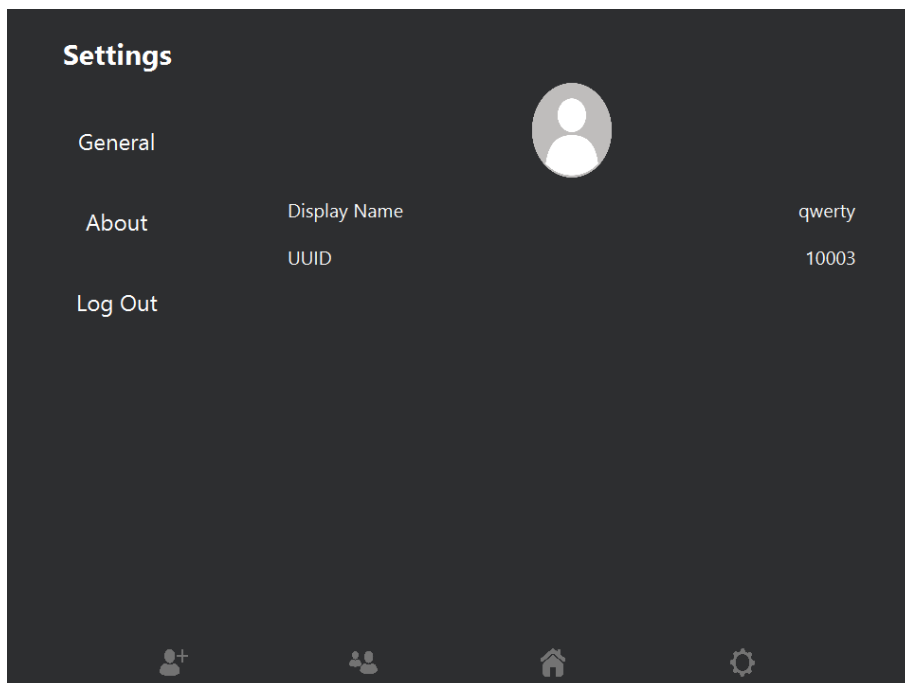 Settings
General
About
Log Out
Display Name qwerty
UUID 10003